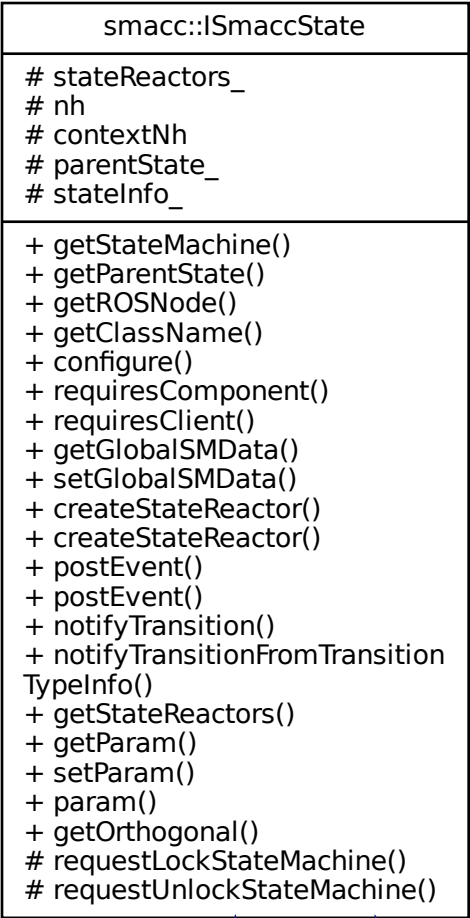 smacc::ISmaccState
# stateReactors_
# nh
# contextNh
# parentState_
# stateInfo_
+ getStateMachine()
+ getParentState()
+ getROSNode()
+ getClassName()
+ configure()
+ requiresComponent()
+ requiresClient()
+ getGlobalSMData()
+ setGlobalSMData()
+ createStateReactor()
+ createStateReactor()
+ postEvent()
+ postEvent()
+ notifyTransition()
+ notifyTransitionFromTransition
TypeInfo()
+ getStateReactors()
+ getParam()
+ setParam()
+ param()
+ getOrthogonal()
# requestLockStateMachine()
# requestUnlockStateMachine()